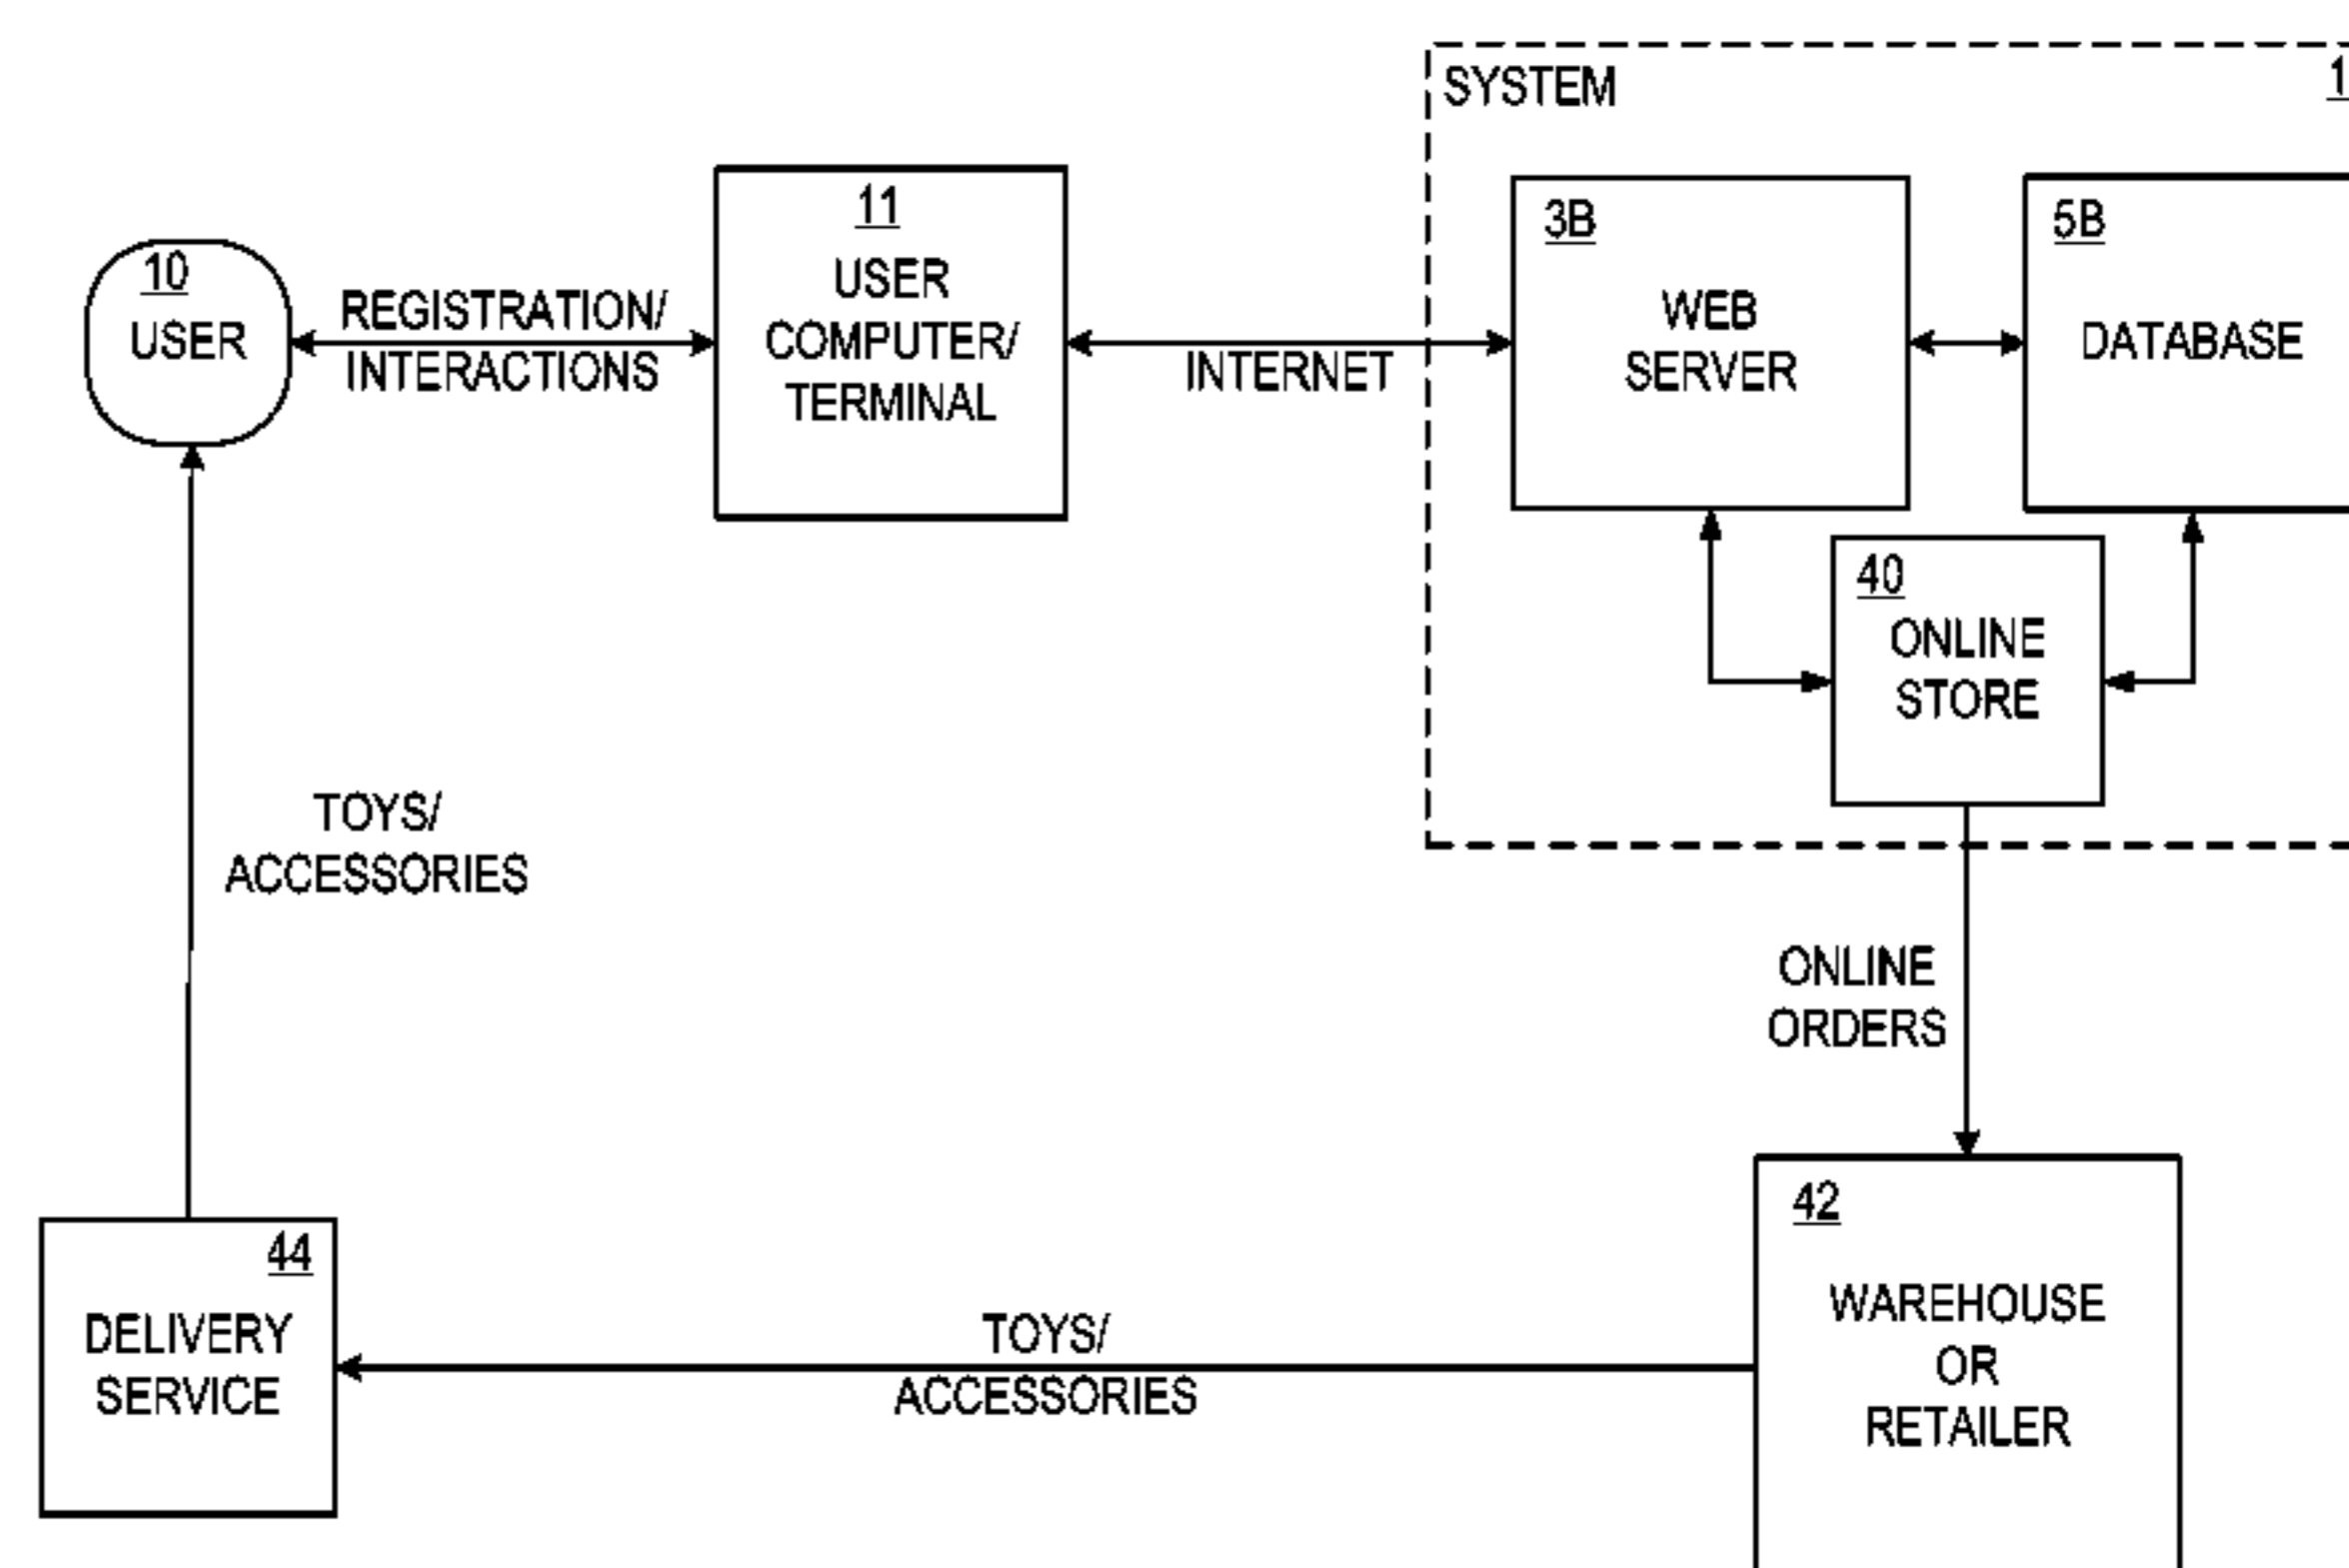 SYSTEM
1
10
USER
REGISTRATION/
INTERACTIONS
11
USER
COMPUTER/
TERMINAL
INTERNET
3B
WEB
SERVER
5B
DATABASE
40
ONLINE
STORE
TOYS/
ACCESSORIES
ONLINE
ORDERS
44
DELIVERY
SERVICE
TOYS/
ACCESSORIES
42
WAREHOUSE
OR
RETAILER